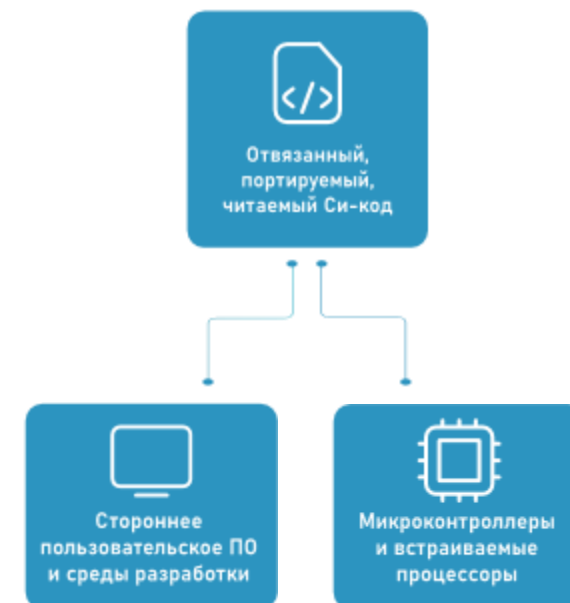 </>
Отвязанный,
портируемый,
читаемый Си-код
Стороннее
пользовательское ПО
и среды разработки
Микроконтроллеры
и встраиваемые
процессоры